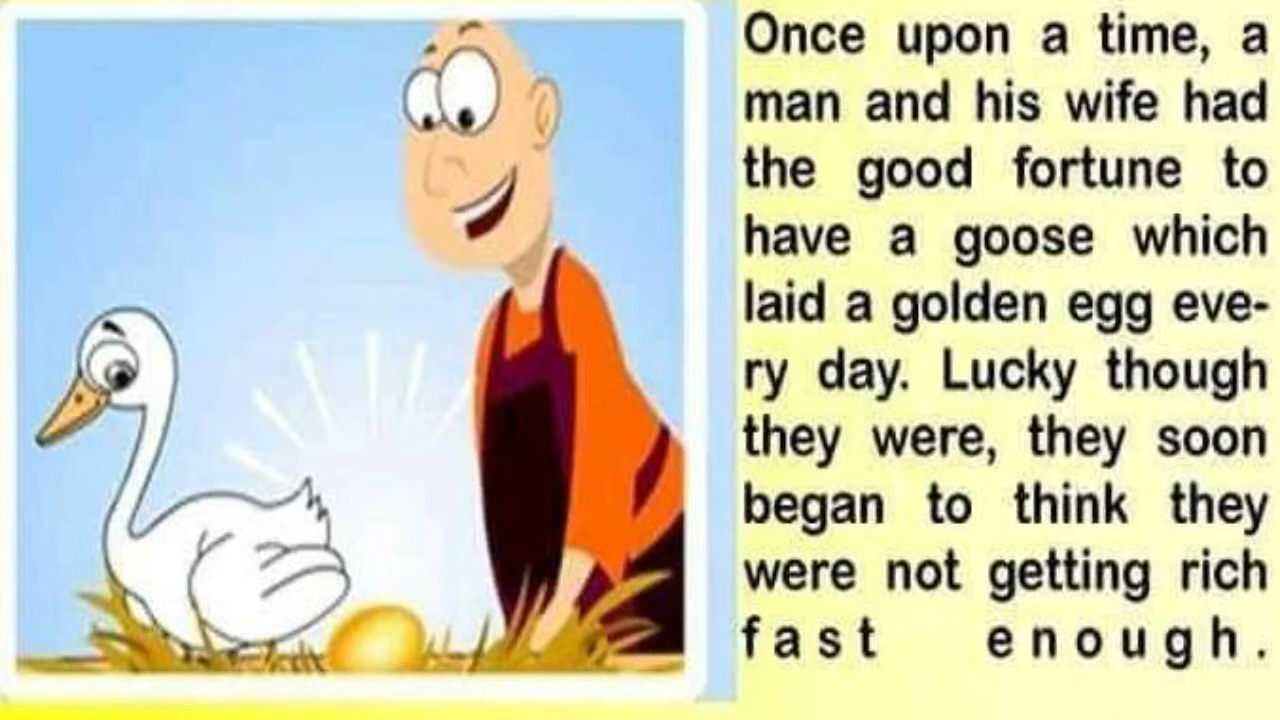 Once upon a time, a
man and his wife had
the good fortune to
have a goose which
laid a golden egg eve-
ry day. Lucky though
they were, they soon
began to think they
were not getting rich
fast enough.